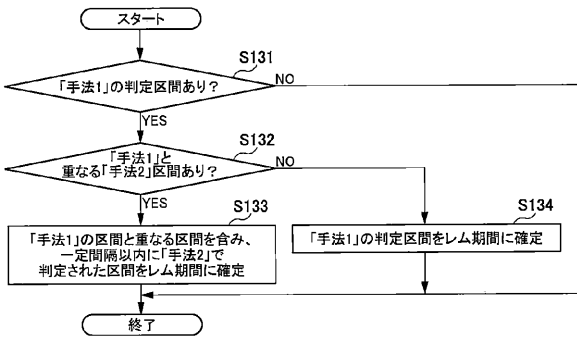 スタート
S131
「手法1」の判定区間あり?
NO
YES
S132
「手法1」と
重なる「手法2」区間あり?
NO
YES
S133
「手法1」の区間と重なる区間を含み、
一定間隔以内に「手法2」で
判定された区間をレム期間に確定
S134
「手法1」の判定区間をレム期間に確定
終了